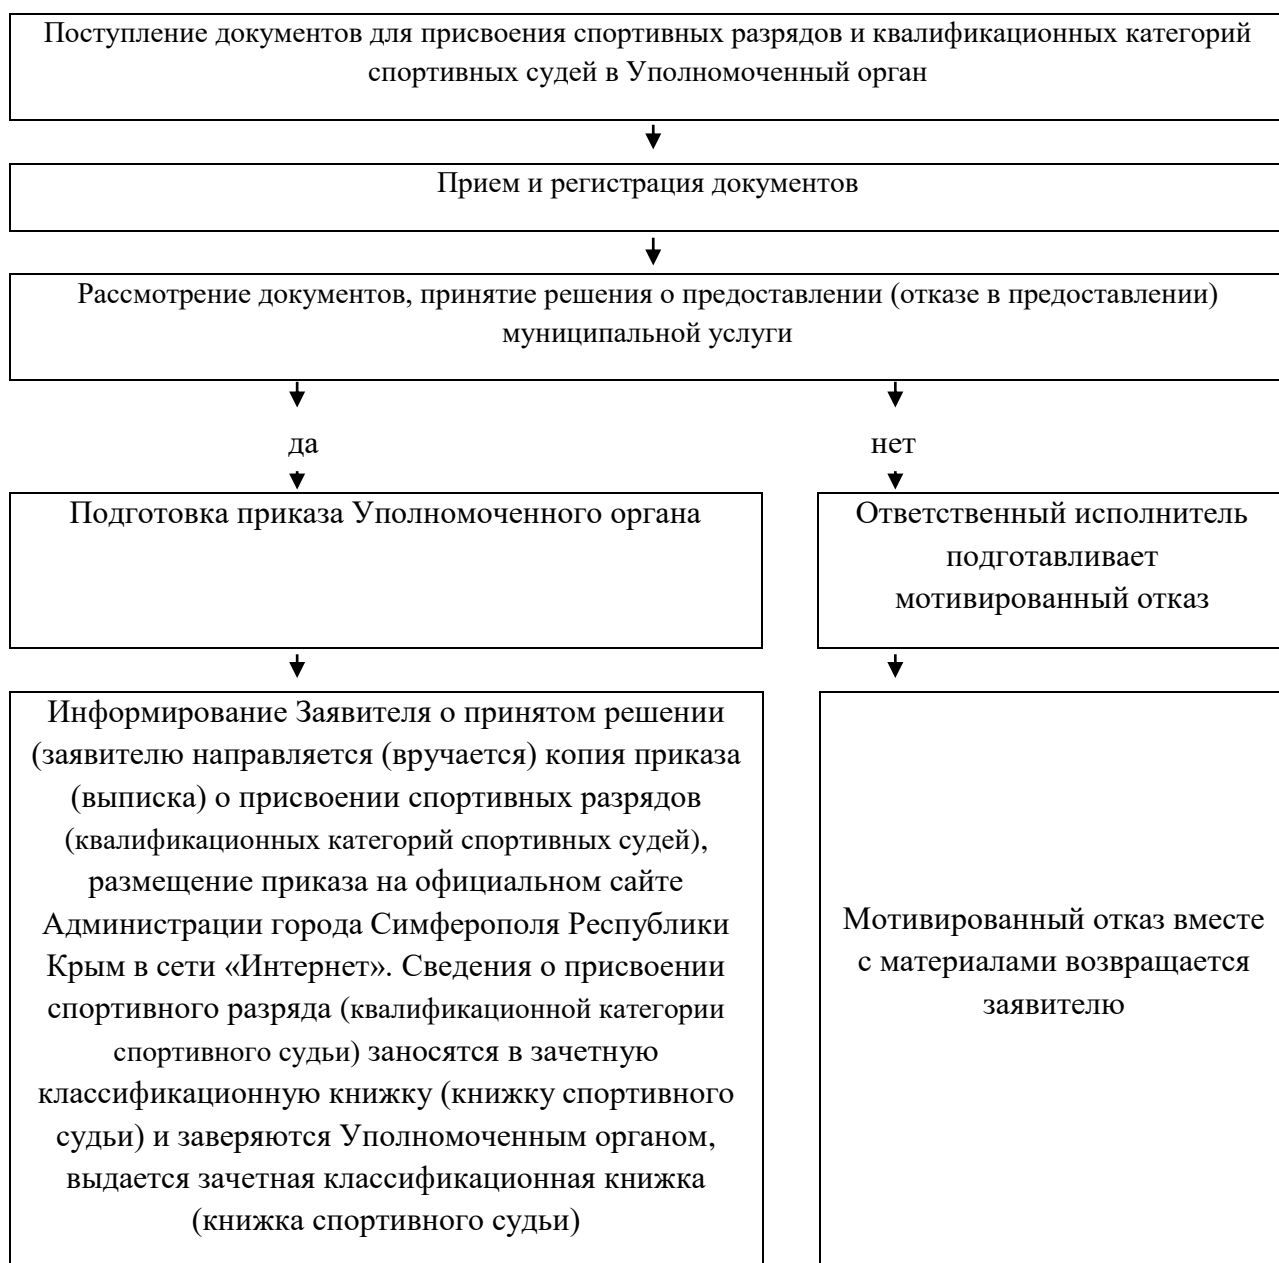 Поступление документов для присвоения спортивных разрядов и квалификационных категорий
спортивных судей в Уполномоченный орган
Прием и регистрация документов
Рассмотрение документов, принятие решения о предоставлении (отказе в предоставлении)
муниципальной услуги
да
нет
Подготовка приказа Уполномоченного органа
Ответственный исполнитель
подготавливает
мотивированный отказ
Информирование Заявителя о принятом решении
(заявителю направляется (вручается) копия приказа
(выписка) о присвоении спортивных разрядов
(квалификационных категорий спортивных судей),
размещение приказа на официальном сайте
Администрации города Симферополя Республики
Крым в сети «Интернет». Сведения о присвоении
спортивного разряда (квалификационной категории
спортивного судьи) заносятся в зачетную
классификационную книжку (книжку спортивного
судьи) и заверяются Уполномоченным органом,
выдается зачетная классификационная книжка
(книжка спортивного судьи)
Мотивированный отказ вместе
с материалами возвращается
заявителю